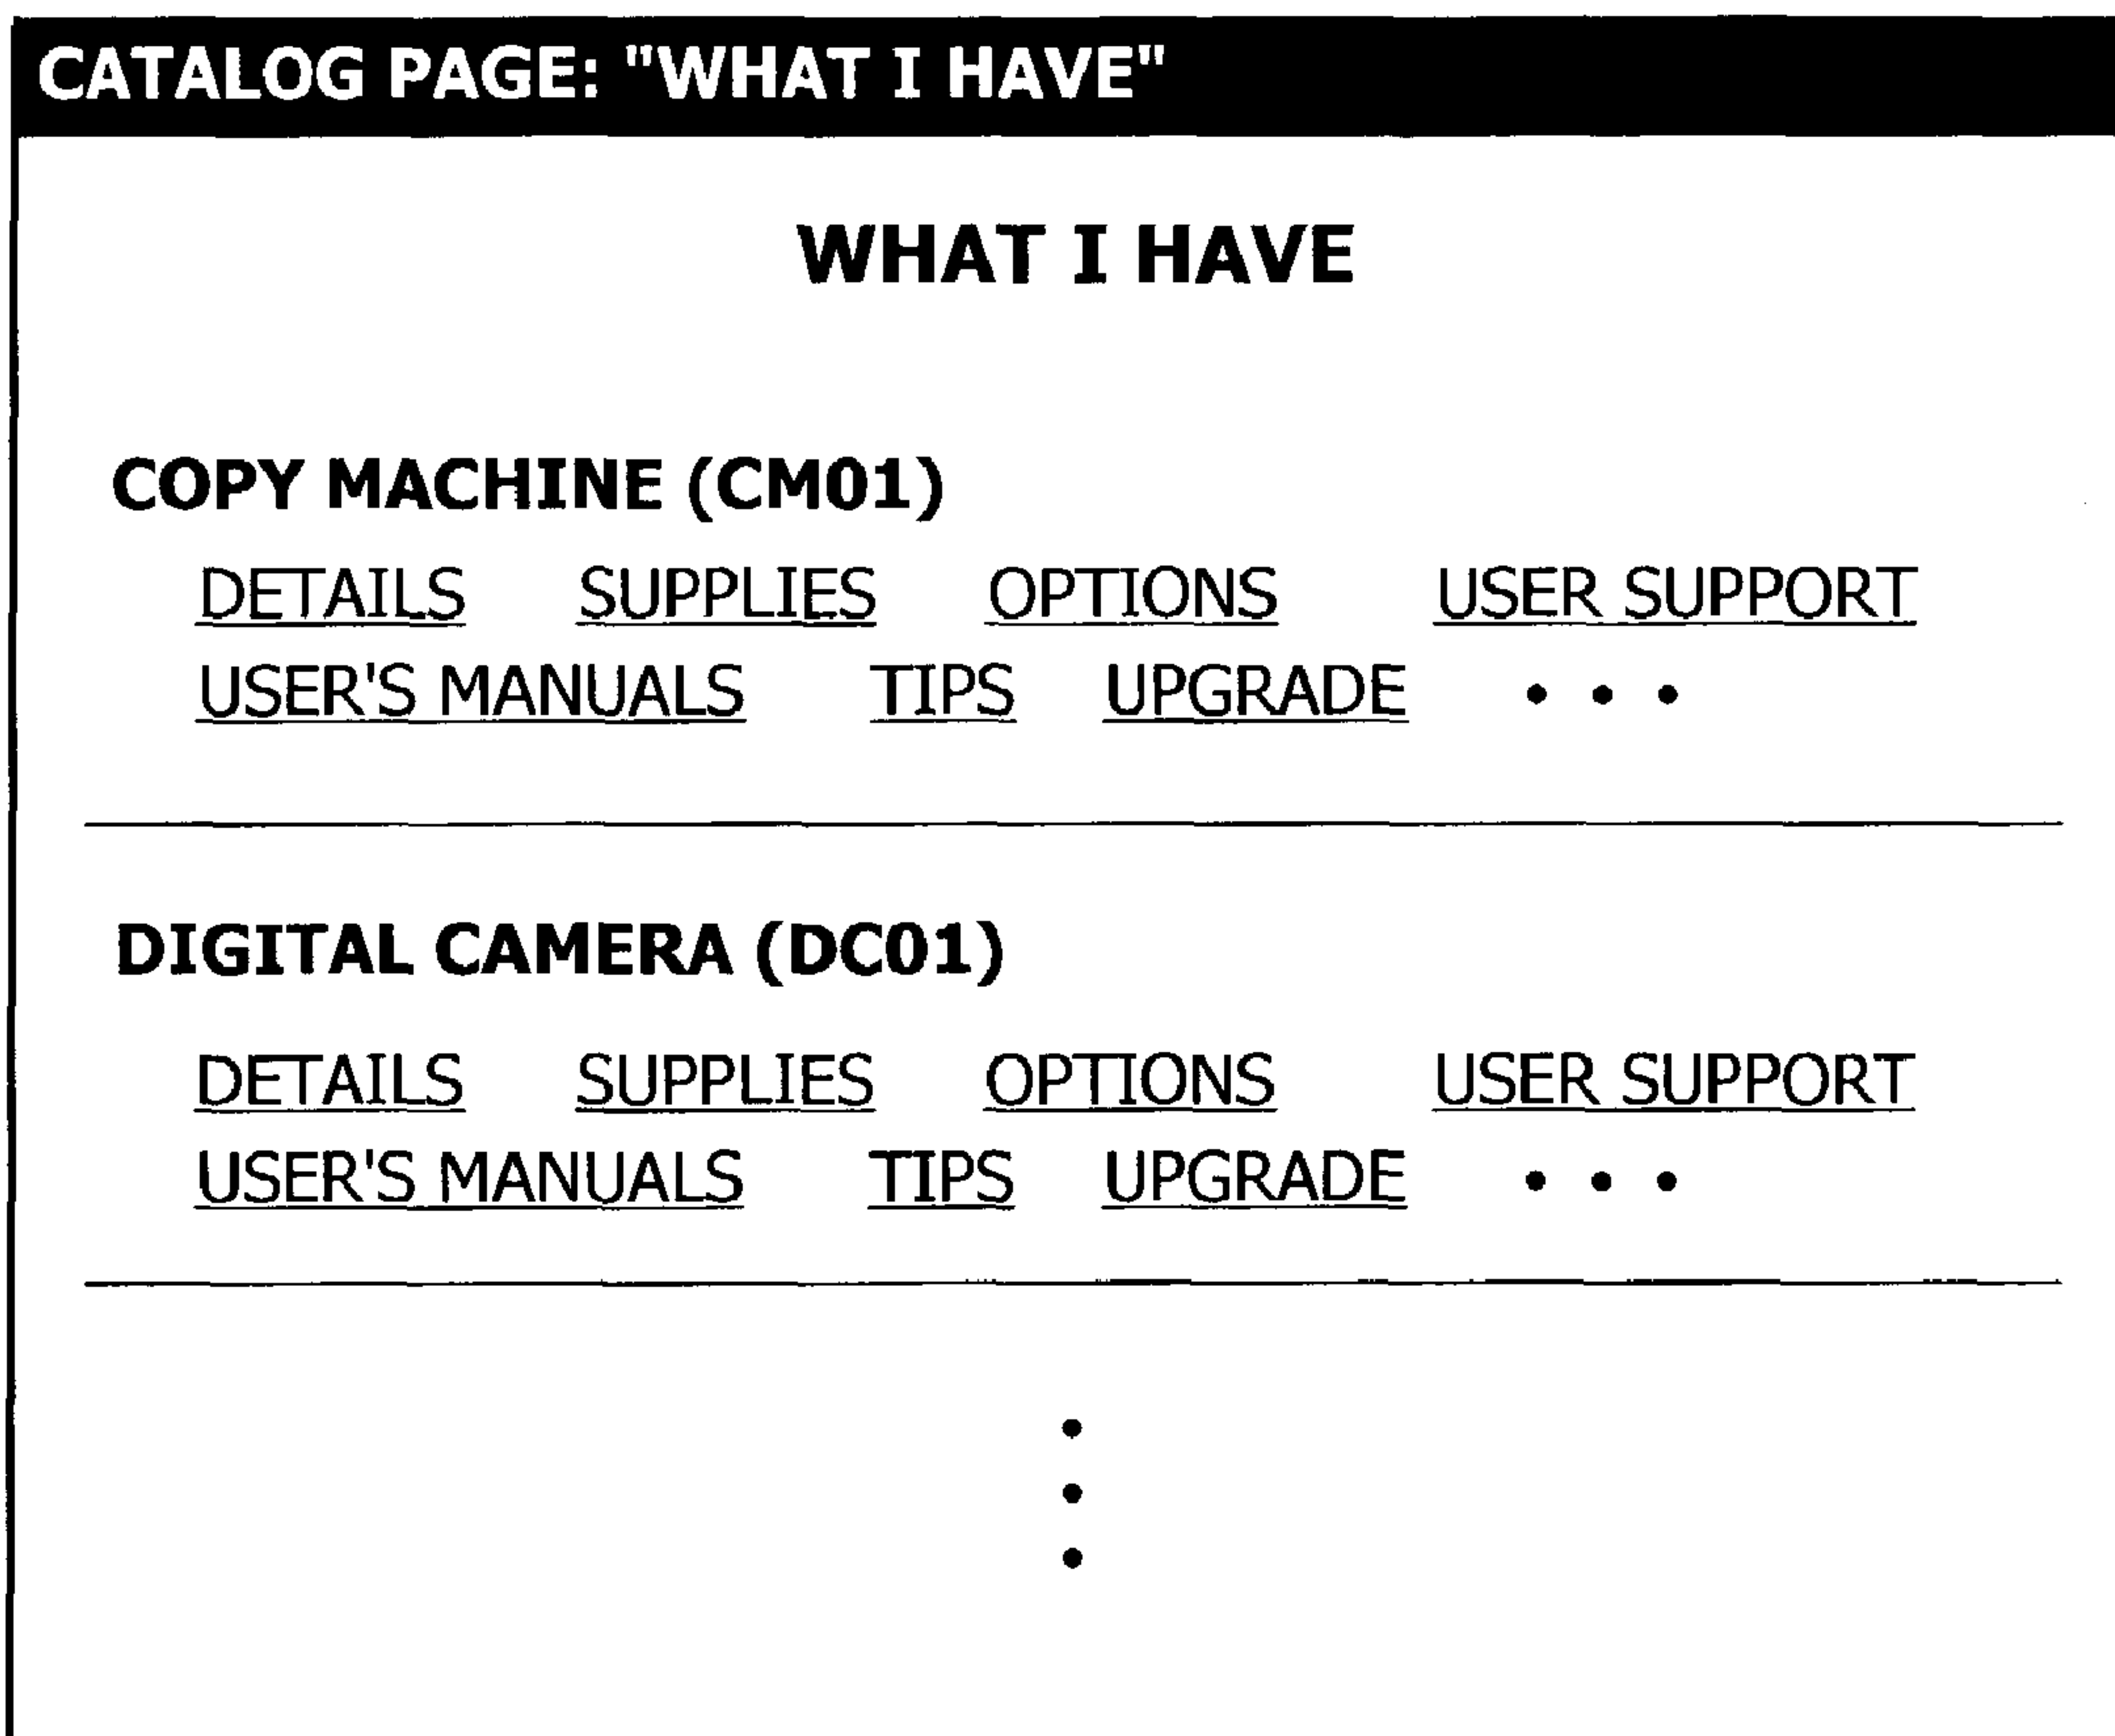 CATALOG PAGE: "WHAT I HAVE"
WHAT I HAVE
COPY MACHINE (CM01)
DETAILS SUPPLIES OPTIONS USER SUPPORT
USER'S MANUALS TIPS UPGRADE • • •
DIGITAL CAMERA (DC01)
DETAILS SUPPLIES OPTIONS USER SUPPORT
USER'S MANUALS TIPS UPGRADE • • •